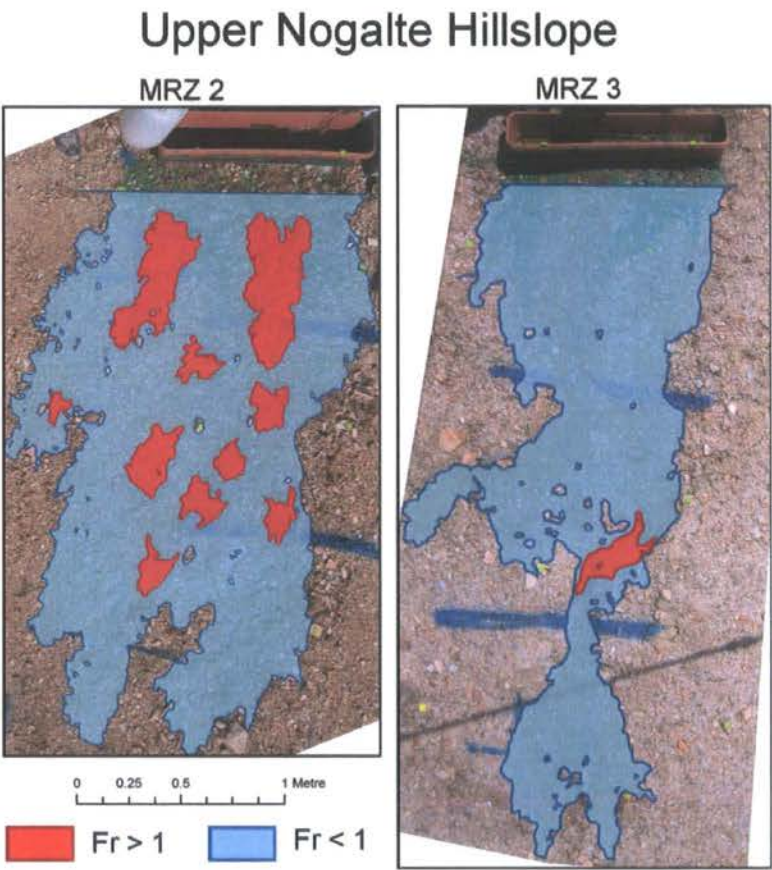 Upper Nogalte Hillslope
MRZ 2
MRZ 3
0 0.25 0.5 1 Metre
Fr > 1
Fr < 1